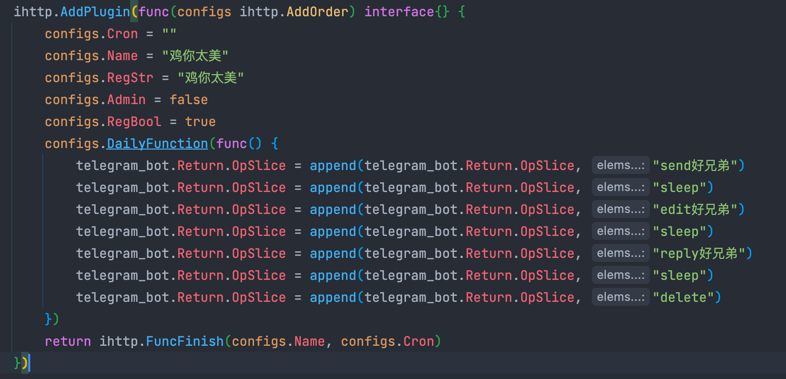 ihttp.AddPlugin(func(configs ihttp.AddOrder) interface{} {
configs.Cron = ""
configs.Name = "鸡你太美"
configs.RegStr = "鸡你太美"
configs.Admin = false
configs.RegBool = true
configs.DailyFunction(func() {
telegram_bot.Return.OpSlice = append(telegram_bot.Return.OpSlice, elems...: "send好兄弟")
telegram_bot.Return.OpSlice = append(telegram_bot.Return.OpSlice, elems...: "sleep")
telegram_bot.Return.OpSlice = append(telegram_bot.Return.OpSlice, elems...: "edit好兄弟")
telegram_bot.Return.OpSlice = append(telegram_bot.Return.OpSlice, elems...: "sleep")
telegram_bot.Return.OpSlice = append(telegram_bot.Return.OpSlice, elems...: "reply好兄弟")
telegram_bot.Return.OpSlice = append(telegram_bot.Return.OpSlice, elems...: "sleep")
telegram_bot.Return.OpSlice = append(telegram_bot.Return.OpSlice, elems...: "delete")
})
return ihttp.FuncFinish(configs.Name, configs.Cron)
})